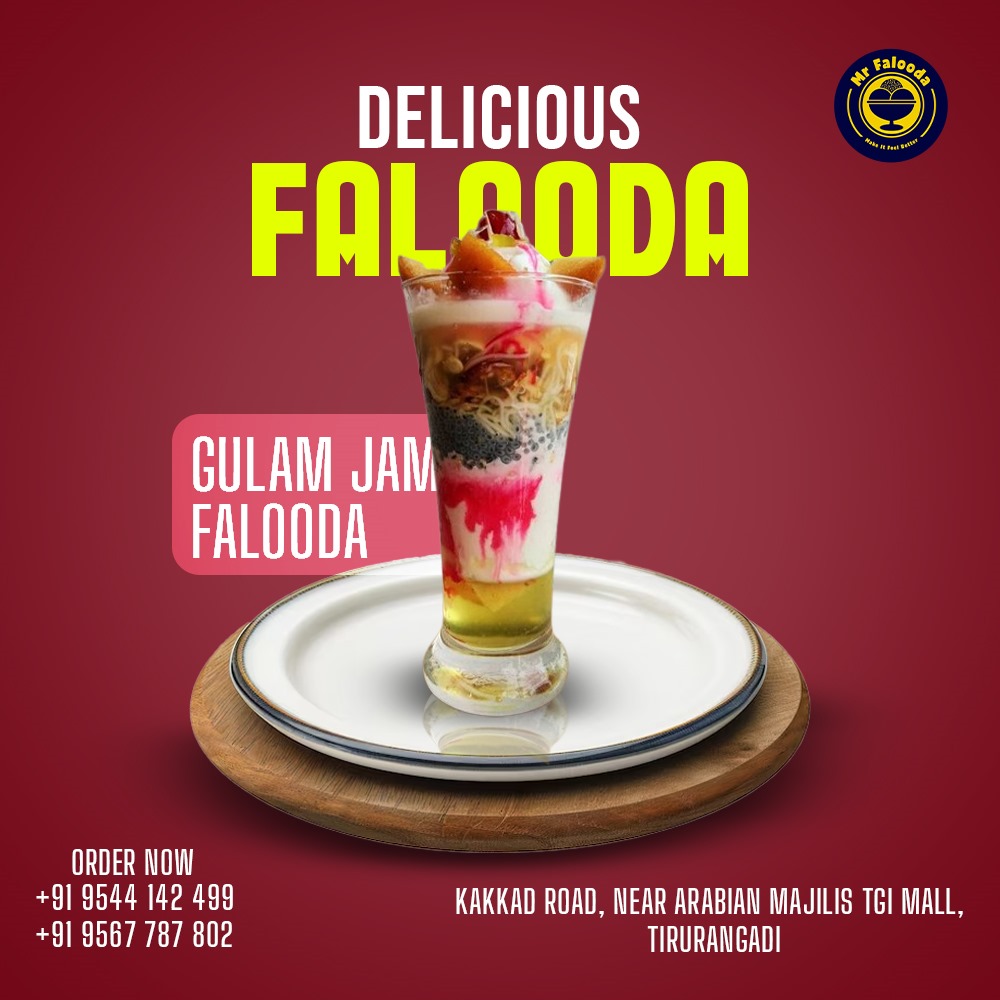 Mr Falooda
Make It Feel Better
DELICIOUS
FALOODA
GULAM JAM
FALOODA
ORDER NOW
+91 9544 142 499
+91 9567 787 802
KAKKAD ROAD, NEAR ARABIAN MAJILIS TGI MALL,
TIRURANGADI